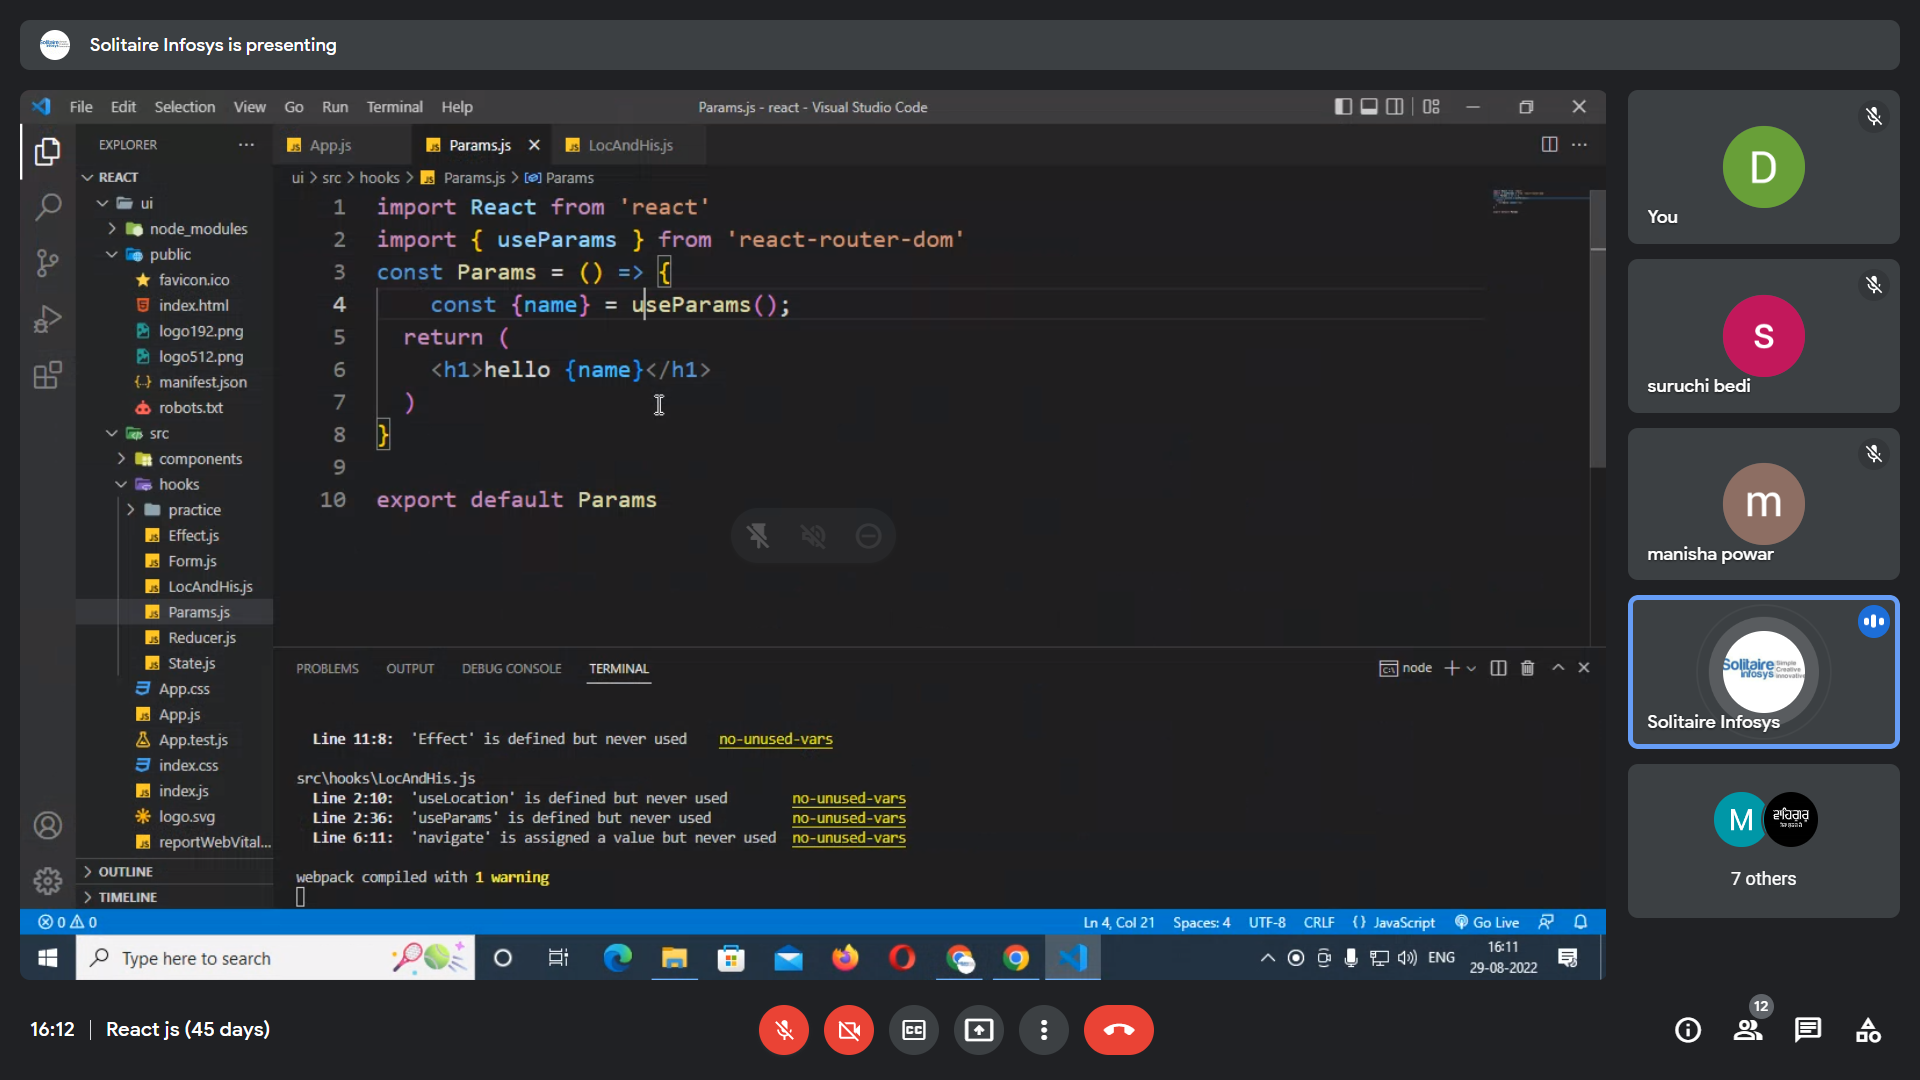 Solitaire Infosys is presenting
File Edit Selection View Go Run Terminal Help
Params.js - react - Visual Studio Code
EXPLORER
App.js
Params.js
LocAndHis.js
REACT
ui > src > hooks > Params.js > Params
ui
node_modules
public
favicon.ico
index.html
logo192.png
logo512.png
manifest.json
robots.txt
src
components
hooks
practice
Effect.js
Form.js
LocAndHis.js
Params.js
Reducer.js
State.js
App.css
App.js
App.test.js
index.css
index.js
logo.svg
reportWebVital...
OUTLINE
TIMELINE
1 import React from 'react'
2 import { useParams } from 'react-router-dom'
3 const Params = () => {
4 const {name} = useParams();
5 return (
6 <h1>hello {name}</h1>
7 )
8 }
9
10 export default Params
PROBLEMS OUTPUT DEBUG CONSOLE TERMINAL
node
Line 11:8: 'Effect' is defined but never used no-unused-vars
src\hooks\LocAndHis.js
Line 2:10: 'useLocation' is defined but never used no-unused-vars
Line 2:36: 'useParams' is defined but never used no-unused-vars
Line 6:11: 'navigate' is assigned a value but never used no-unused-vars
webpack compiled with 1 warning
0 0
Ln 4, Col 21 Spaces: 4 UTF-8 CRLF {} JavaScript Go Live
Type here to search
ENG
16:11
29-08-2022
D
You
s
suruchi bedi
m
manisha powar
Solitaire Infosys
Simple Creative Innovative
Solitaire Infosys
M
7 others
16:12 | React js (45 days)
CC
12